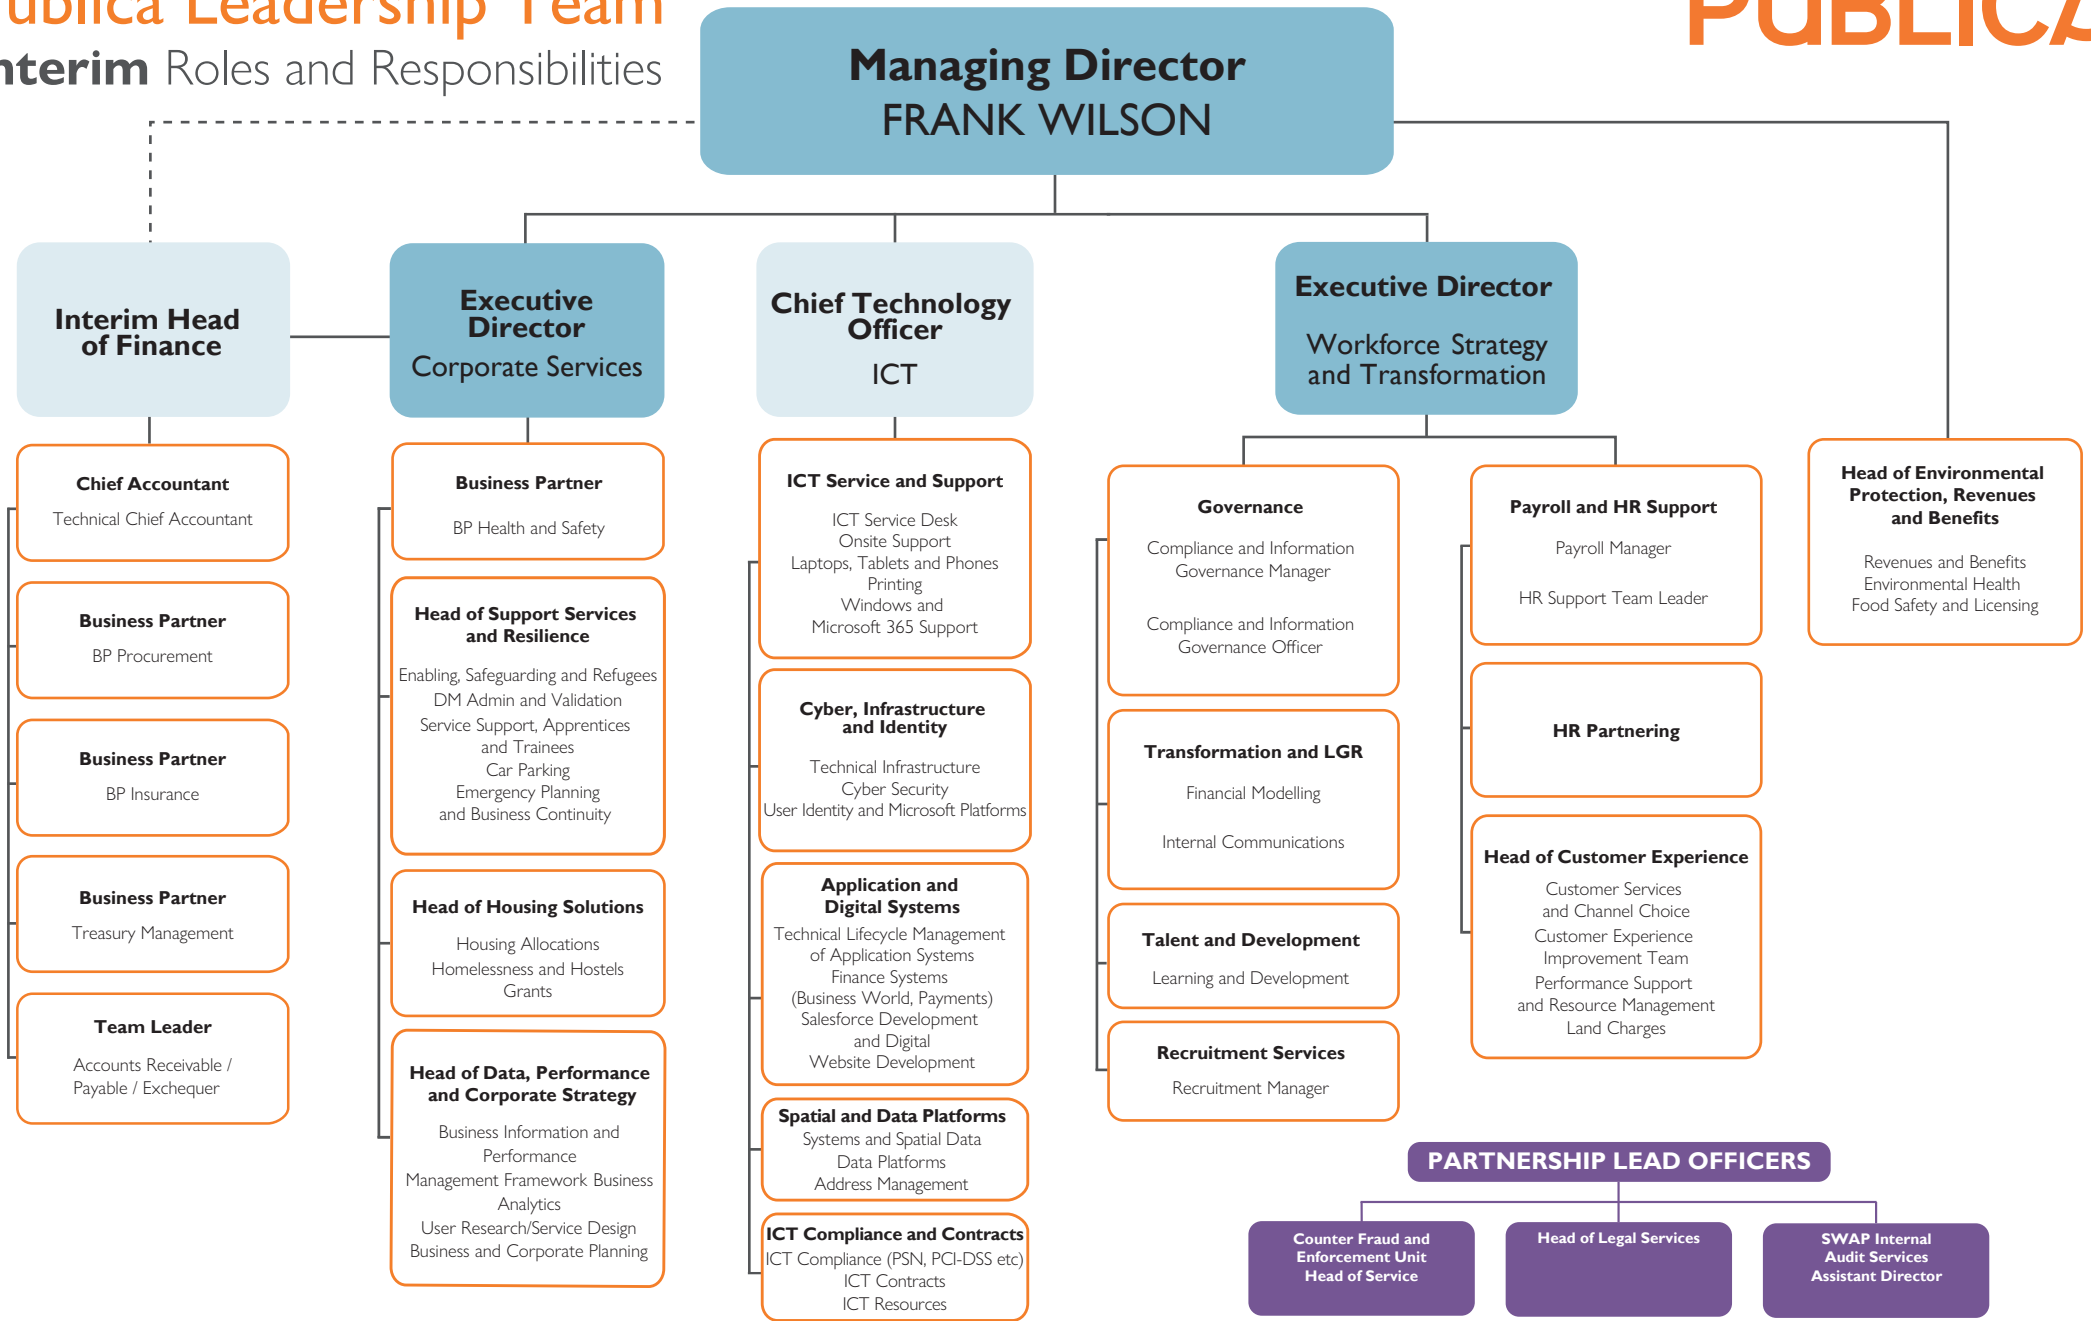 Publica Leadership Team
Interim Roles and Responsibilities
PUBLICA
Managing Director
FRANK WILSON
Interim Head
of Finance
Executive
Director
Corporate Services
Chief Technology
Officer
ICT
Executive Director
Workforce Strategy
and Transformation
Chief Accountant
Technical Chief Accountant
Business Partner
BP Procurement
Business Partner
BP Insurance
Business Partner
Treasury Management
Team Leader
Accounts Receivable /
Payable / Exchequer
Business Partner
BP Health and Safety
Head of Support Services
and Resilience
Enabling, Safeguarding and Refugees
DM Admin and Validation
Service Support, Apprentices
and Trainees
Car Parking
Emergency Planning
and Business Continuity
Head of Housing Solutions
Housing Allocations
Homelessness and Hostels
Grants
Head of Data, Performance
and Corporate Strategy
Business Information and
Performance
Management Framework Business
Analytics
User Research/Service Design
Business and Corporate Planning
ICT Service and Support
ICT Service Desk
Onsite Support
Laptops, Tablets and Phones
Printing
Windows and
Microsoft 365 Support
Cyber, Infrastructure
and Identity
Technical Infrastructure
Cyber Security
User Identity and Microsoft Platforms
Application and
Digital Systems
Technical Lifecycle Management
of Application Systems
Finance Systems
(Business World, Payments)
Salesforce Development
and Digital
Website Development
Spatial and Data Platforms
Systems and Spatial Data
Data Platforms
Address Management
ICT Compliance and Contracts
ICT Compliance (PSN, PCI-DSS etc)
ICT Contracts
ICT Resources
Governance
Compliance and Information
Governance Manager
Compliance and Information
Governance Officer
Transformation and LGR
Financial Modelling
Internal Communications
Talent and Development
Learning and Development
Recruitment Services
Recruitment Manager
Payroll and HR Support
Payroll Manager
HR Support Team Leader
HR Partnering
Head of Customer Experience
Customer Services
and Channel Choice
Customer Experience
Improvement Team
Performance Support
and Resource Management
Land Charges
Head of Environmental
Protection, Revenues
and Benefits
Revenues and Benefits
Environmental Health
Food Safety and Licensing
PARTNERSHIP LEAD OFFICERS
Counter Fraud and
Enforcement Unit
Head of Service
Head of Legal Services
SWAP Internal
Audit Services
Assistant Director